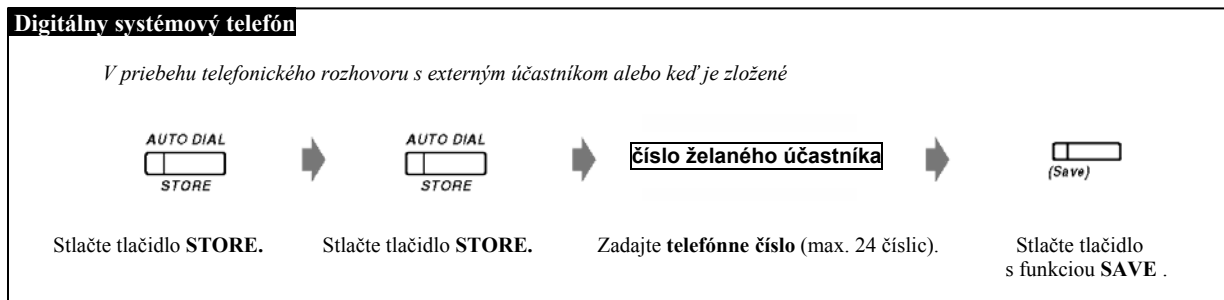 Digitálny systémový telefón
V priebehu telefonického rozhovoru s externým účastníkom alebo keď je zložené
AUTO DIAL
STORE
AUTO DIAL
STORE
číslo želaného účastníka
(Save)
Stlačte tlačidlo STORE.
Stlačte tlačidlo STORE.
Zadajte telefónne číslo (max. 24 číslic).
Stlačte tlačidlo
s funkciou SAVE .